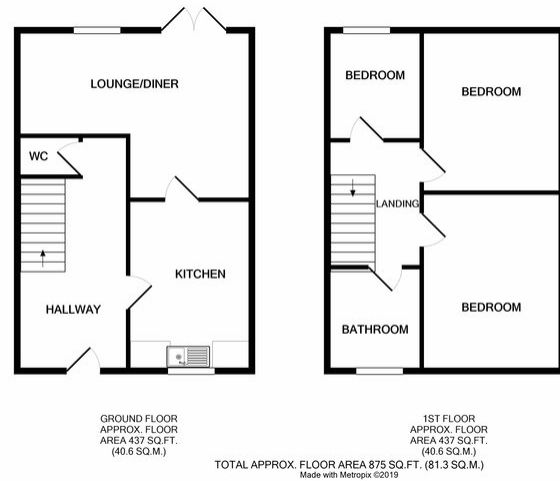 LOUNGE/DINER
WC
KITCHEN
HALLWAY
BEDROOM
BEDROOM
LANDING
BEDROOM
BATHROOM
GROUND FLOOR
APPROX. FLOOR
AREA 437 SQ.FT.
(40.6 SQ.M.)
1ST FLOOR
APPROX. FLOOR
AREA 437 SQ.FT.
(40.6 SQ.M.)
TOTAL APPROX. FLOOR AREA 875 SQ.FT. (81.3 SQ.M.)
Made with Metropix ©2019